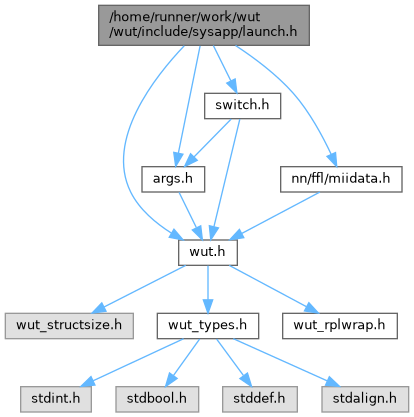 /home/runner/work/wut
/wut/include/sysapp/launch.h
switch.h
args.h
nn/ffl/miidata.h
wut.h
wut_structsize.h
wut_types.h
wut_rplwrap.h
stdint.h
stdbool.h
stddef.h
stdalign.h